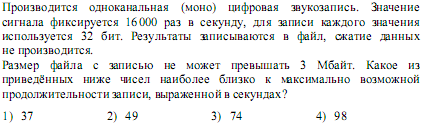 Производится одноканальная (моно) цифровая звукозапись. Значение
сигнала фиксируется 16 000 раз в секунду, для записи каждого значения
используется 32 бит. Результаты записываются в файл, сжатие данных
не производится.
Размер файла с записью не может превышать 3 Мбайт. Какое из
приведённых ниже чисел наиболее близко к максимально возможной
продолжительности записи, выраженной в секундах?
1) 37 2) 49 3) 74 4) 98